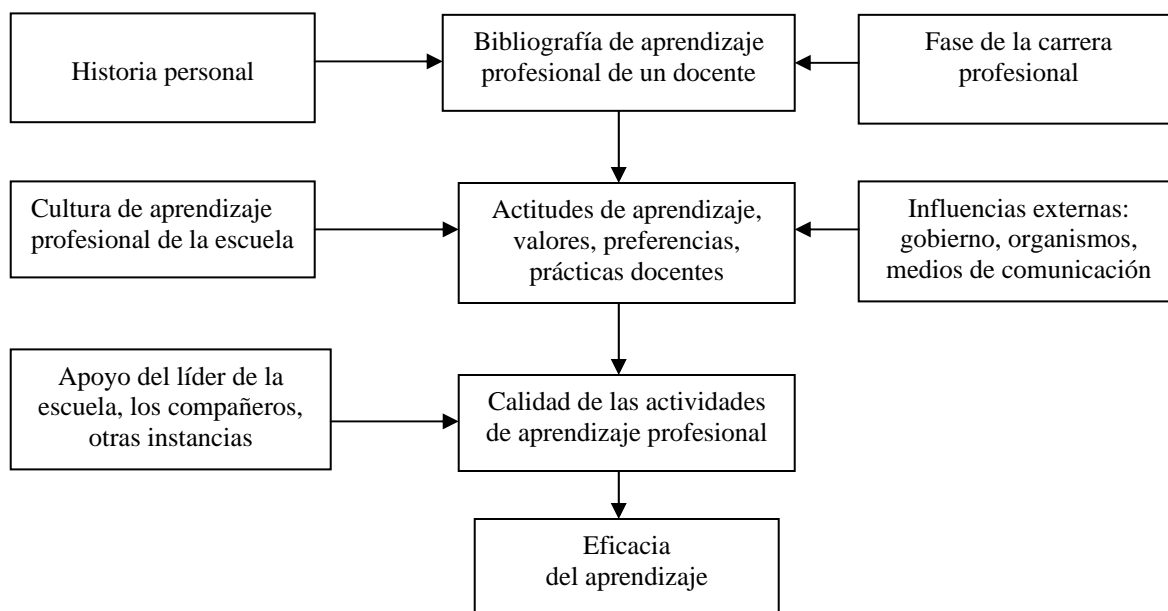 Historia personal
Bibliografía de aprendizaje
profesional de un docente
Fase de la carrera
profesional
Cultura de aprendizaje
profesional de la escuela
Actitudes de aprendizaje,
valores, preferencias,
prácticas docentes
Influencias externas:
gobierno, organismos,
medios de comunicación
Apoyo del líder de la
escuela, los compañeros,
otras instancias
Calidad de las actividades
de aprendizaje profesional
Eficacia
del aprendizaje